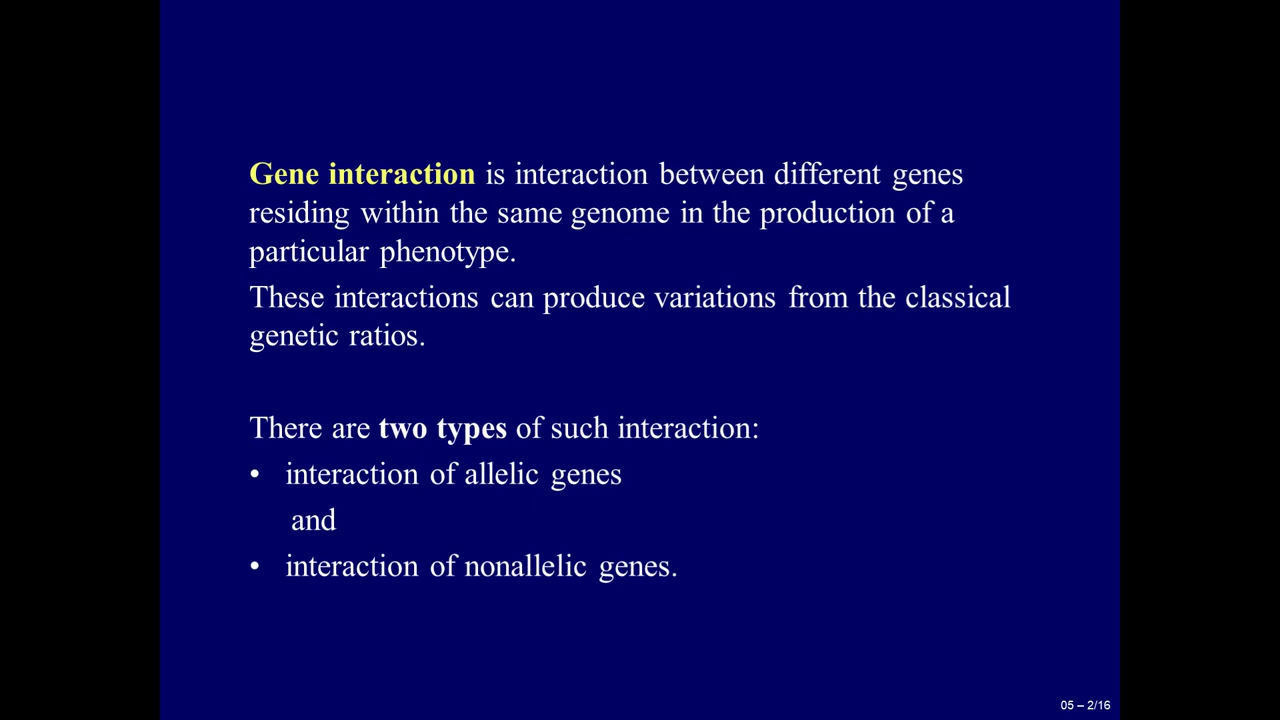 Gene interaction is interaction between different genes
residing within the same genome in the production of a
particular phenotype.
These interactions can produce variations from the classical
genetic ratios.
There are two types of such interaction:
• interaction of allelic genes
and
• interaction of nonallelic genes.
05 – 2/16